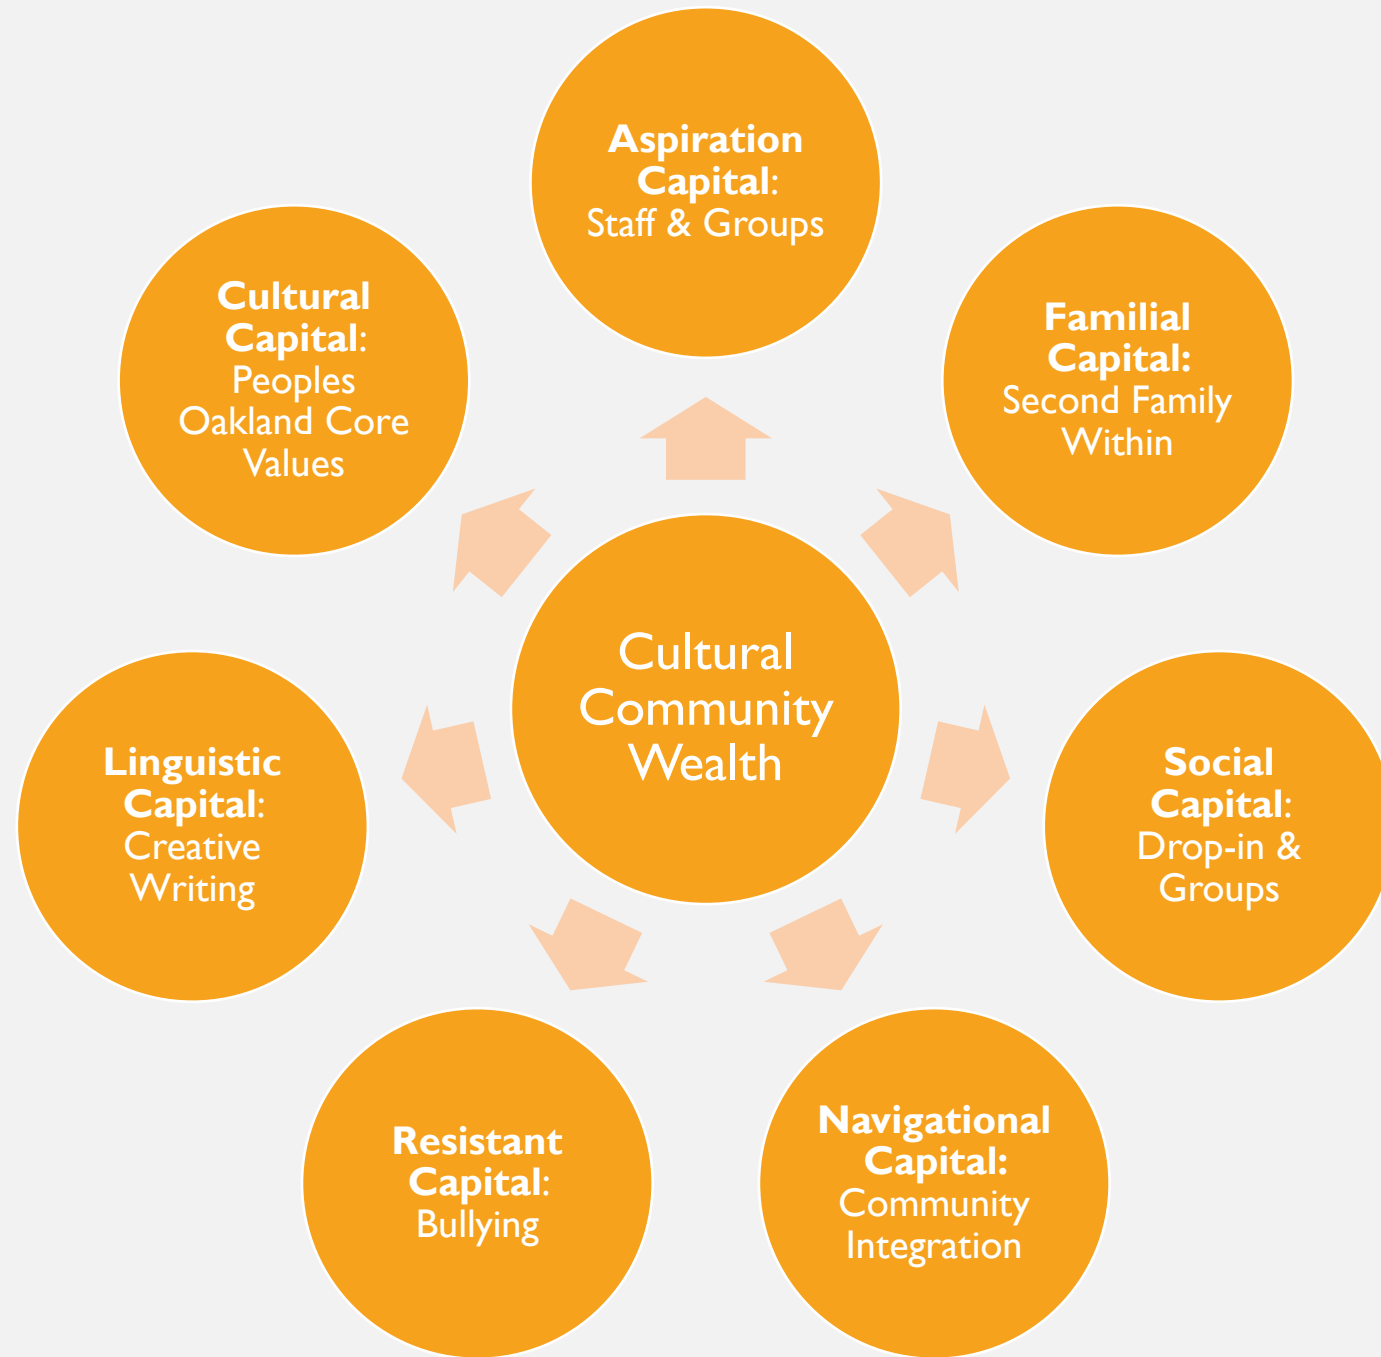 Aspiration
Capital:
Staff & Groups
Familial
Capital:
Second Family
Within
Social
Capital:
Drop-in &
Groups
Navigational
Capital:
Community
Integration
Resistant
Capital:
Bullying
Linguistic
Capital:
Creative
Writing
Cultural
Capital:
Peoples
Oakland Core
Values
Cultural
Community
Wealth